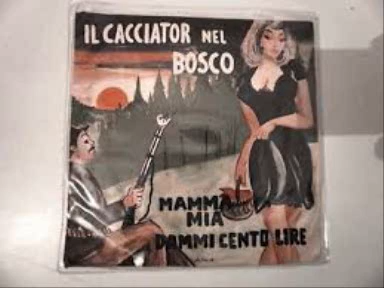 IL CACCIATOR NEL
BOSCO
MAMMA
MIA
DAMMI CENTO LIRE